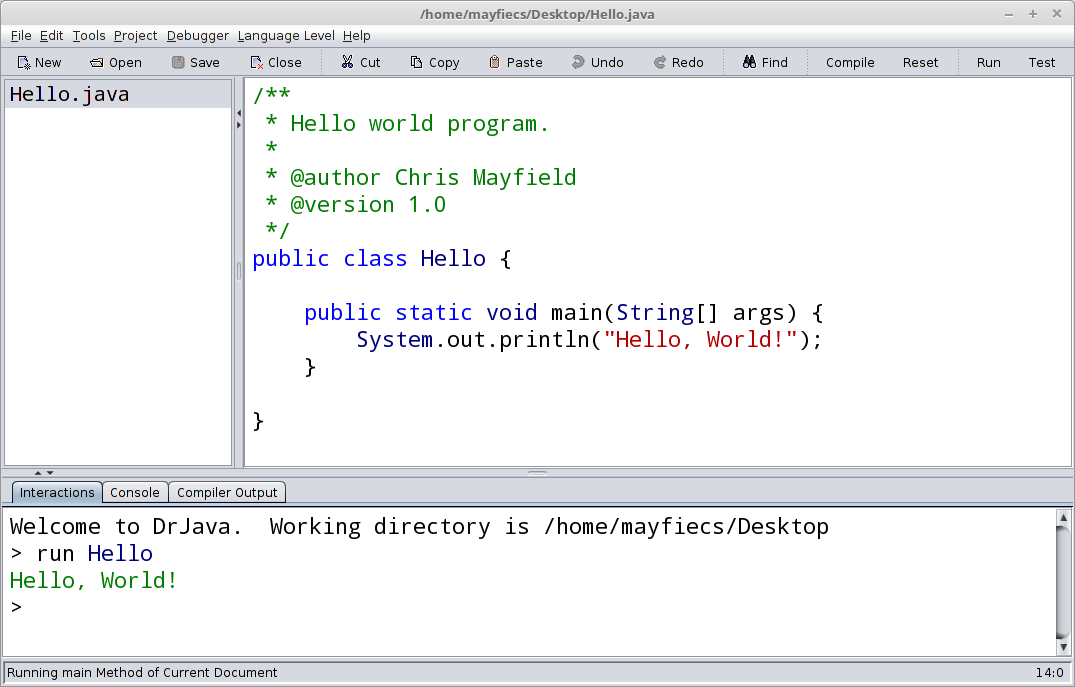 /home/mayfiecs/Desktop/Hello.java
File Edit Tools Project Debugger Language Level Help
New Open Save Close Cut Copy Paste Undo Redo Find Compile Reset Run Test
Hello.java
/**
 * Hello world program.
 *
 * @author Chris Mayfield
 * @version 1.0
 */
public class Hello {
    public static void main(String[] args) {
        System.out.println("Hello, World!");
    }
}
Interactions Console Compiler Output
Welcome to DrJava.  Working directory is /home/mayfiecs/Desktop
> run Hello
Hello, World!
>
Running main Method of Current Document 14:0